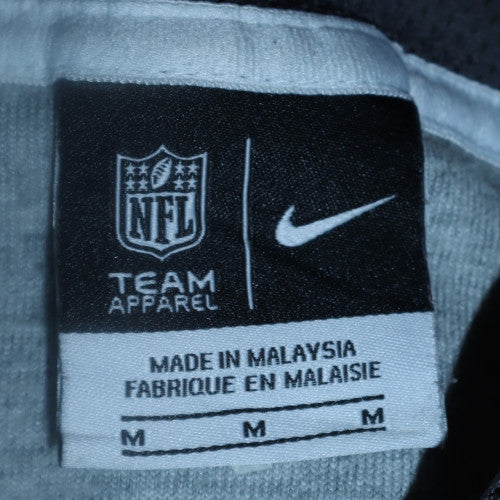 NFL
TEAM
APPAREL
MADE IN MALAYSIA
FABRIQUE EN MALAISIE
M M M